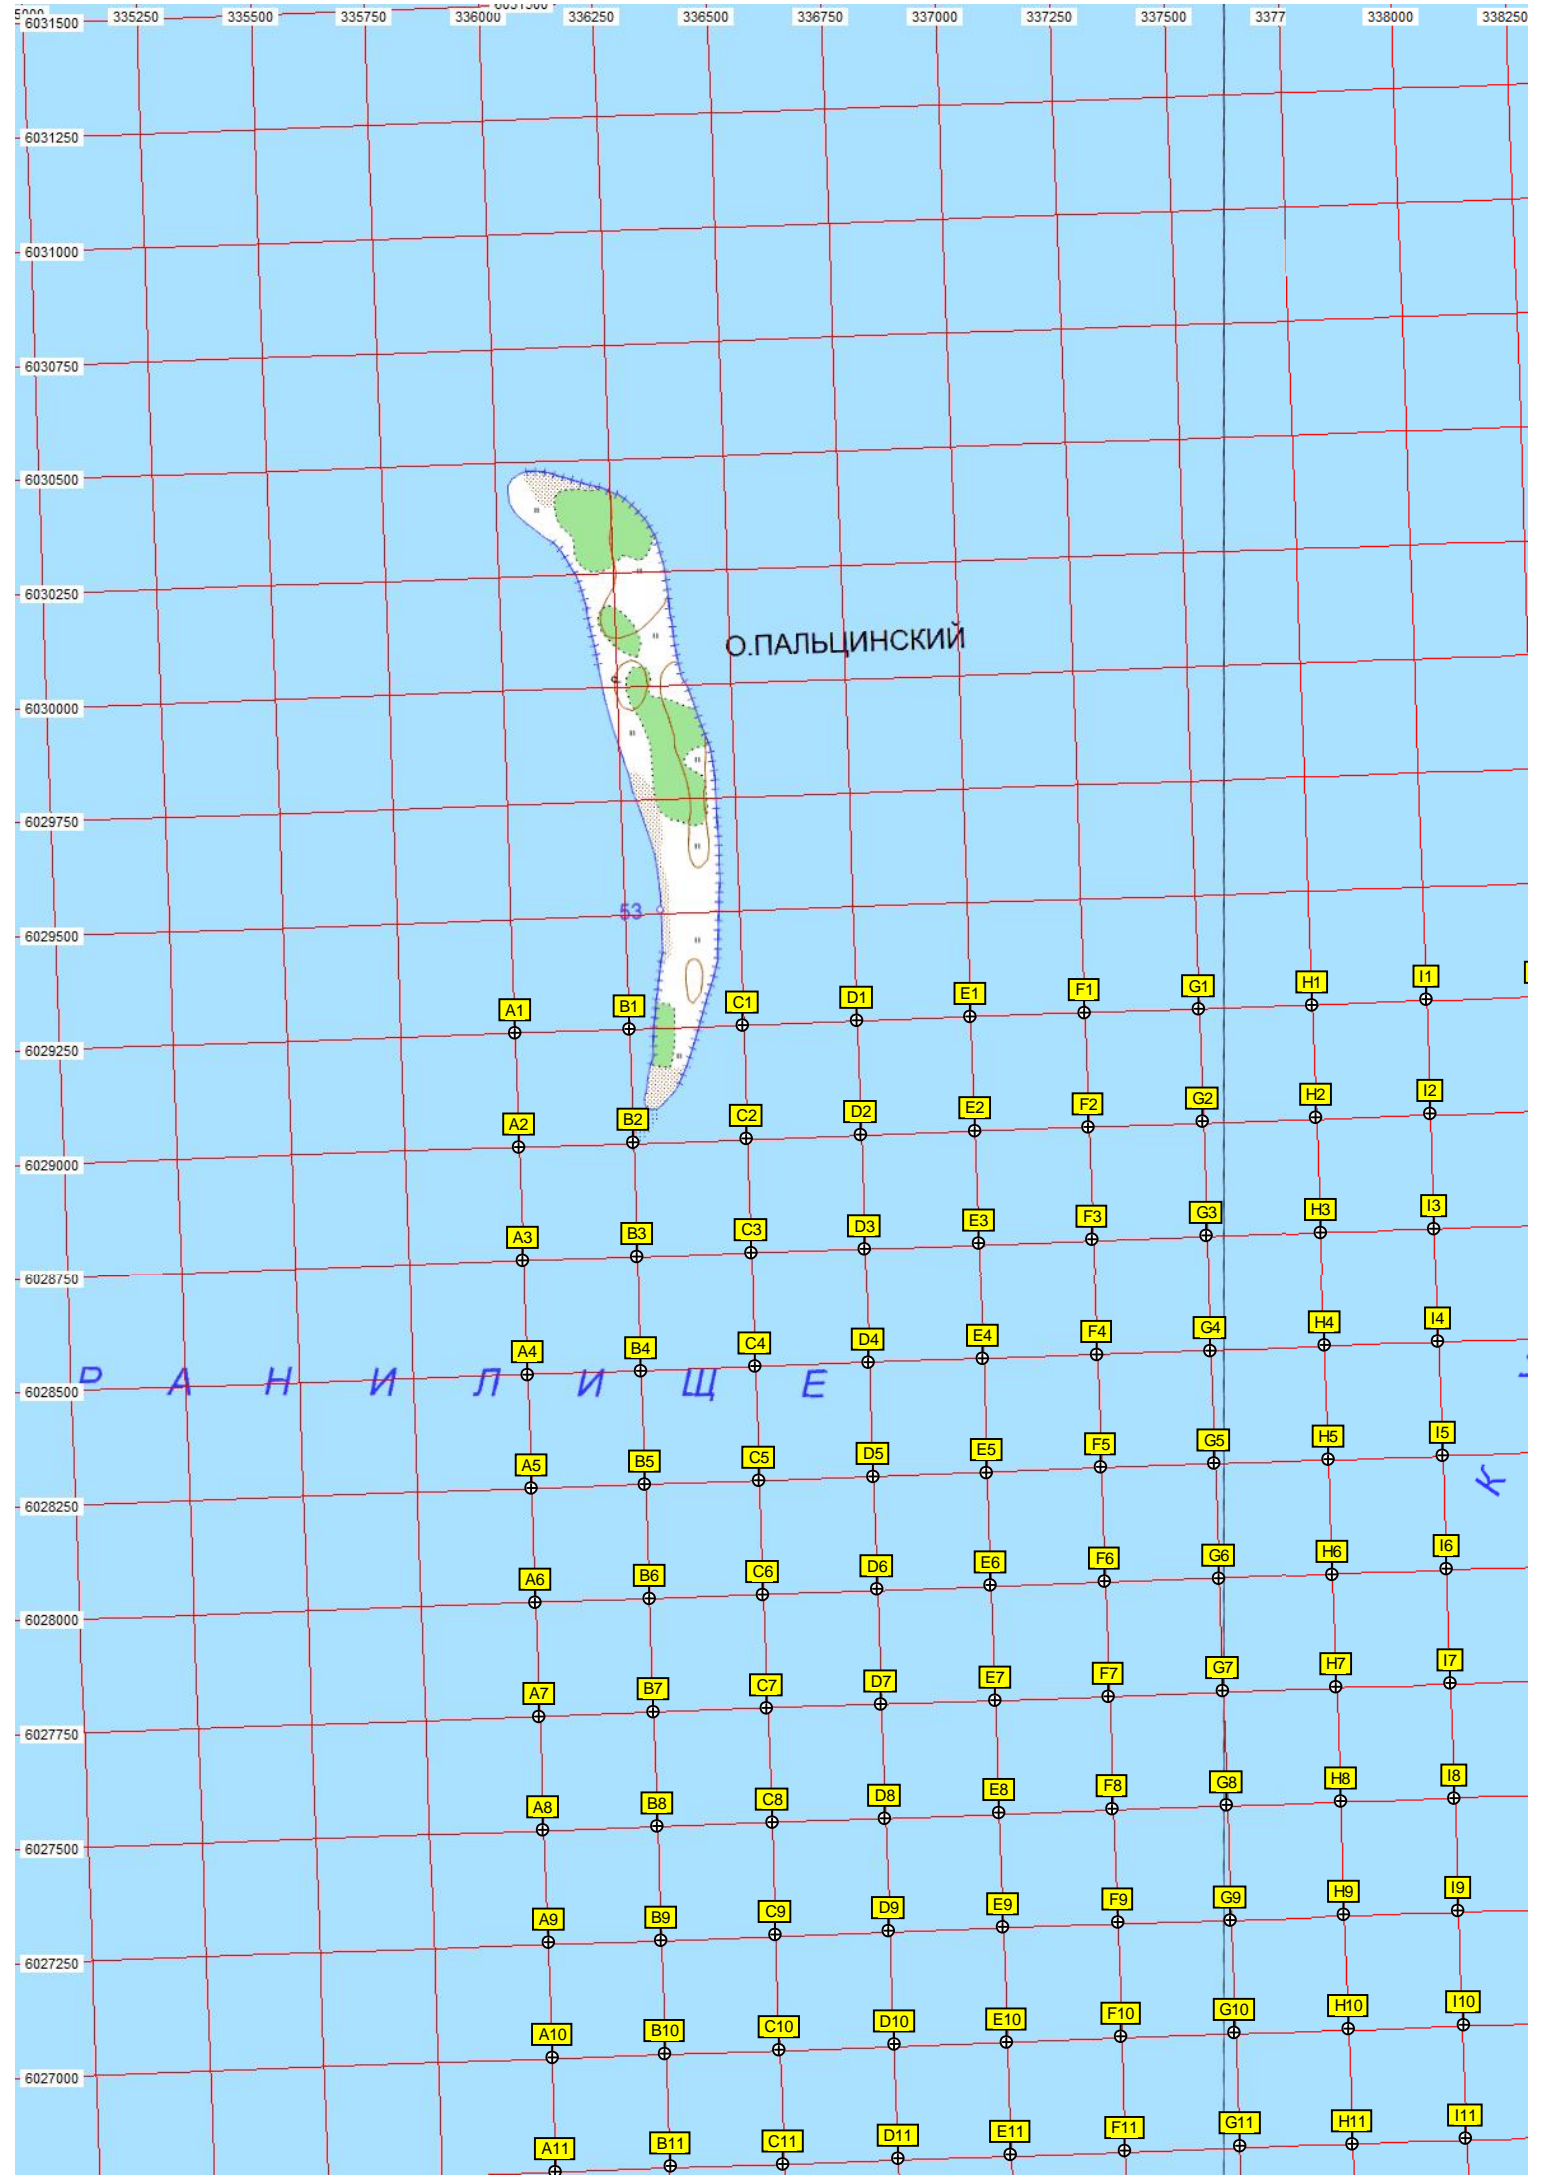 6031500
335250 335500 335750 336000 336250 336500 336750 337000 337250 337500 3377 338000 338250
6031500
6031250
6031000
6030750
6030500
6030250
О.ПАЛЬЦИНСКИЙ
6030000
6029750
53
6029500
A1 B1 C1 D1 E1 F1 G1 H1 I1
6029250
A2 B2 C2 D2 E2 F2 G2 H2 I2
6029000
A3 B3 C3 D3 E3 F3 G3 H3 I3
6028750
A4 B4 C4 D4 E4 F4 G4 H4 I4
Р А Н И Л И Щ Е
6028500
A5 B5 C5 D5 E5 F5 G5 H5 I5
К
6028250
A6 B6 C6 D6 E6 F6 G6 H6 I6
6028000
A7 B7 C7 D7 E7 F7 G7 H7 I7
6027750
A8 B8 C8 D8 E8 F8 G8 H8 I8
6027500
A9 B9 C9 D9 E9 F9 G9 H9 I9
6027250
A10 B10 C10 D10 E10 F10 G10 H10 I10
6027000
A11 B11 C11 D11 E11 F11 G11 H11 I11